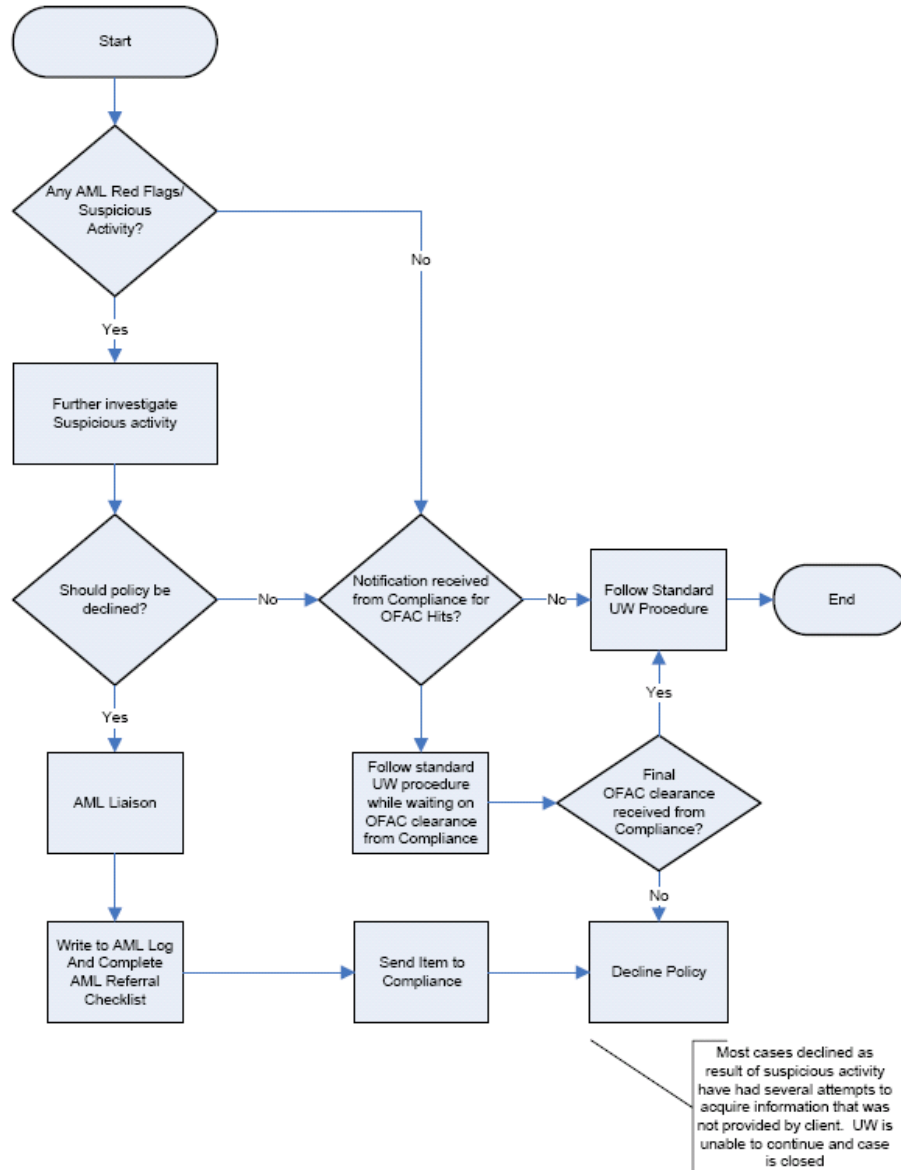 Start
Any AML Red Flags/
Suspicious
Activity?
No
Yes
Further investigate
Suspicious activity
Should policy be
declined?
No
Notification received
from Compliance for
OFAC Hits?
No
Follow Standard
UW Procedure
End
Yes
Yes
AML Liaison
Follow standard
UW procedure
while waiting on
OFAC clearance
from Compliance
Final
OFAC clearance
received from
Compliance?
No
Write to AML Log
And Complete
AML Referral
Checklist
Send Item to
Compliance
Decline Policy
Most cases declined as
result of suspicious activity
have had several attempts to
acquire information that was
not provided by client. UW is
unable to continue and case
is closed